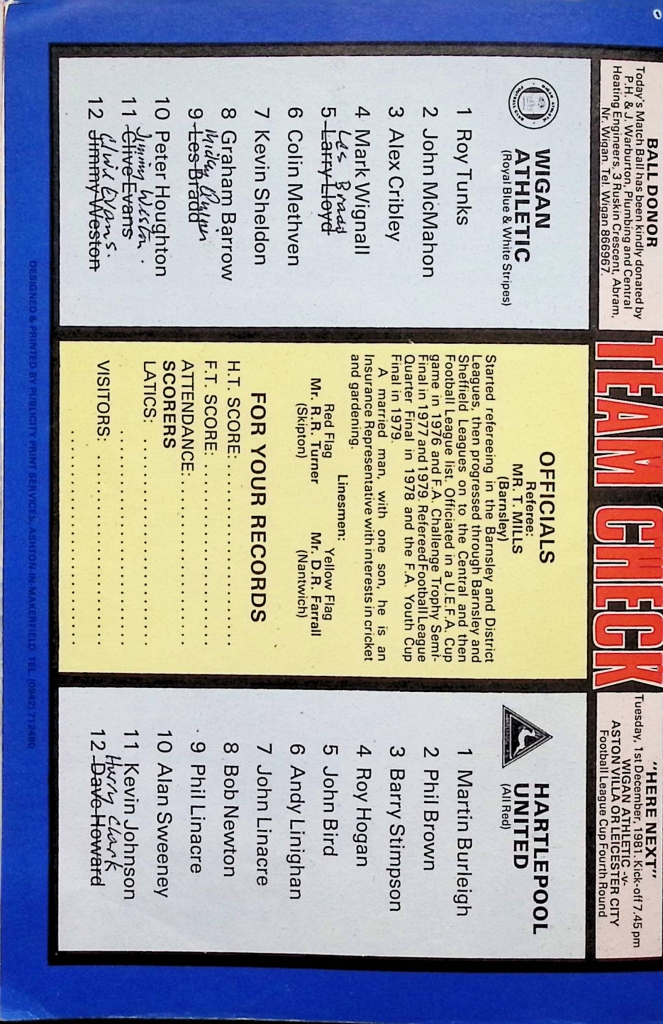 BALL DONOR
Today's Match Ball has been kindly donated by
P.H. & J. Warburton, Plumbing and Central
Heating Engineers, 3 Ruskin Crescent, Abram,
Nr. Wigan. Tel. Wigan 866967.
TEAM CHECK
"HERE NEXT"
Tuesday, 1st December, 1981. Kick-off 7.45 pm
WIGAN ATHLETIC -v-
ASTON VILLA OR LEICESTER CITY
Football League Cup Fourth Round
WIGAN
ATHLETIC
(Royal Blue & White Stripes)
1 Roy Tunks
2 John McMahon
3 Alex Cribley
4 Mark Wignall
Les Bradd
5 Larry Lloyd
6 Colin Methven
7 Kevin Sheldon
8 Graham Barrow
Mickey Quinn
9 Les Bradd
10 Peter Houghton
Jimmy Weston.
11 Clive Evans
Clive Evans.
12 Jimmy Weston
OFFICIALS
Referee:
MR. T. MILLS
(Barnsley)
Started refereeing in the Barnsley and District
Leagues, then progressed through Barnsley and
Sheffield Leagues on to the Central and then
Football League list. Officiated in a U.E.F.A. Cup
game in 1976 and F.A. Challenge Trophy Semi-
Final in 1977 and 1979. Refereed Football League
Quarter Final in 1978 and the F.A. Youth Cup
Final in 1979.
A married man, with one son, he is an
Insurance Representative with interests in cricket
and gardening.
Linesmen:
Red Flag Yellow Flag
Mr. R.R. Turner Mr. D.R. Farrall
(Skipton) (Nantwich)
FOR YOUR RECORDS
H.T. SCORE:
F.T. SCORE:
ATTENDANCE:
SCORERS
LATICS:
VISITORS:
HARTLEPOOL
UNITED
(All Red)
1 Martin Burleigh
2 Phil Brown
3 Barry Stimpson
4 Roy Hogan
5 John Bird
6 Andy Linighan
7 John Linacre
8 Bob Newton
9 Phil Linacre
10 Alan Sweeney
11 Kevin Johnson
Harry Clark
12 Dave Howard
DESIGNED & PRINTED BY PUBLICITY PRINT SERVICES, ASHTON-IN-MAKERFIELD. TEL. (0942) 712480